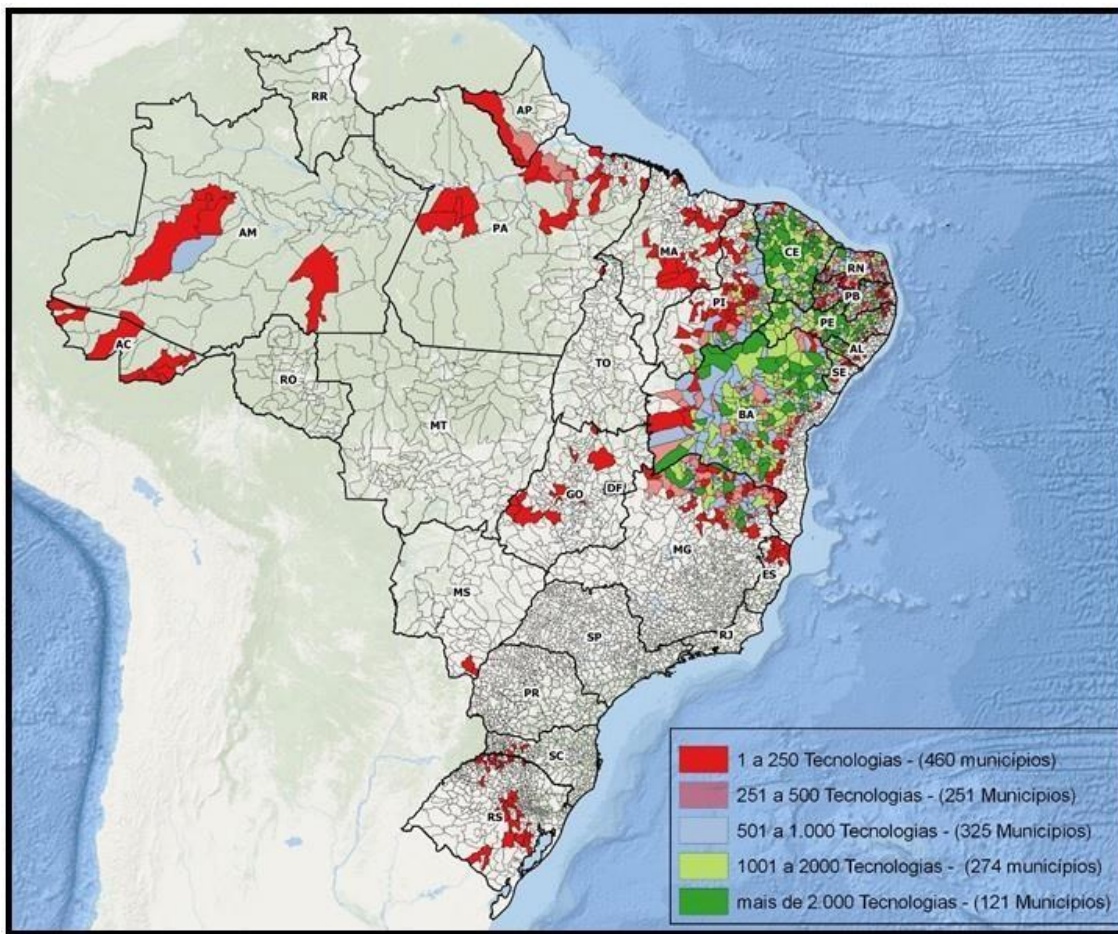 RR
AP
AM
PA
MA
CE
RN
PB
PI
PE
AL
SE
AC
TO
RO
BA
MT
DF
GO
MG
ES
MS
SP
RJ
PR
SC
RS
1 a 250 Tecnologias - (460 municípios)
251 a 500 Tecnologias - (251 Municípios)
501 a 1.000 Tecnologias - (325 Municípios)
1001 a 2000 Tecnologias - (274 municípios)
mais de 2.000 Tecnologias - (121 Municípios)